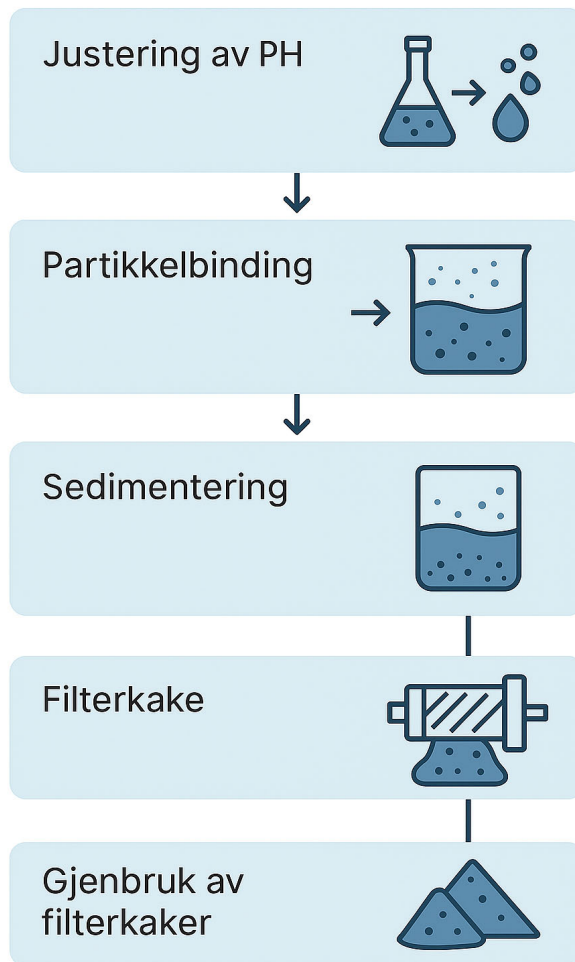 Justering av PH
Partikkelbinding
Sedimentering
Filterkake
Gjenbruk av
filterkaker